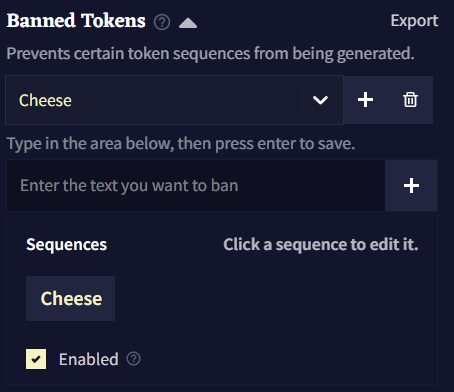 Banned Tokens Export
Prevents certain token sequences from being generated.
Cheese
Type in the area below, then press enter to save.
Enter the text you want to ban
Sequences Click a sequence to edit it.
Cheese
Enabled